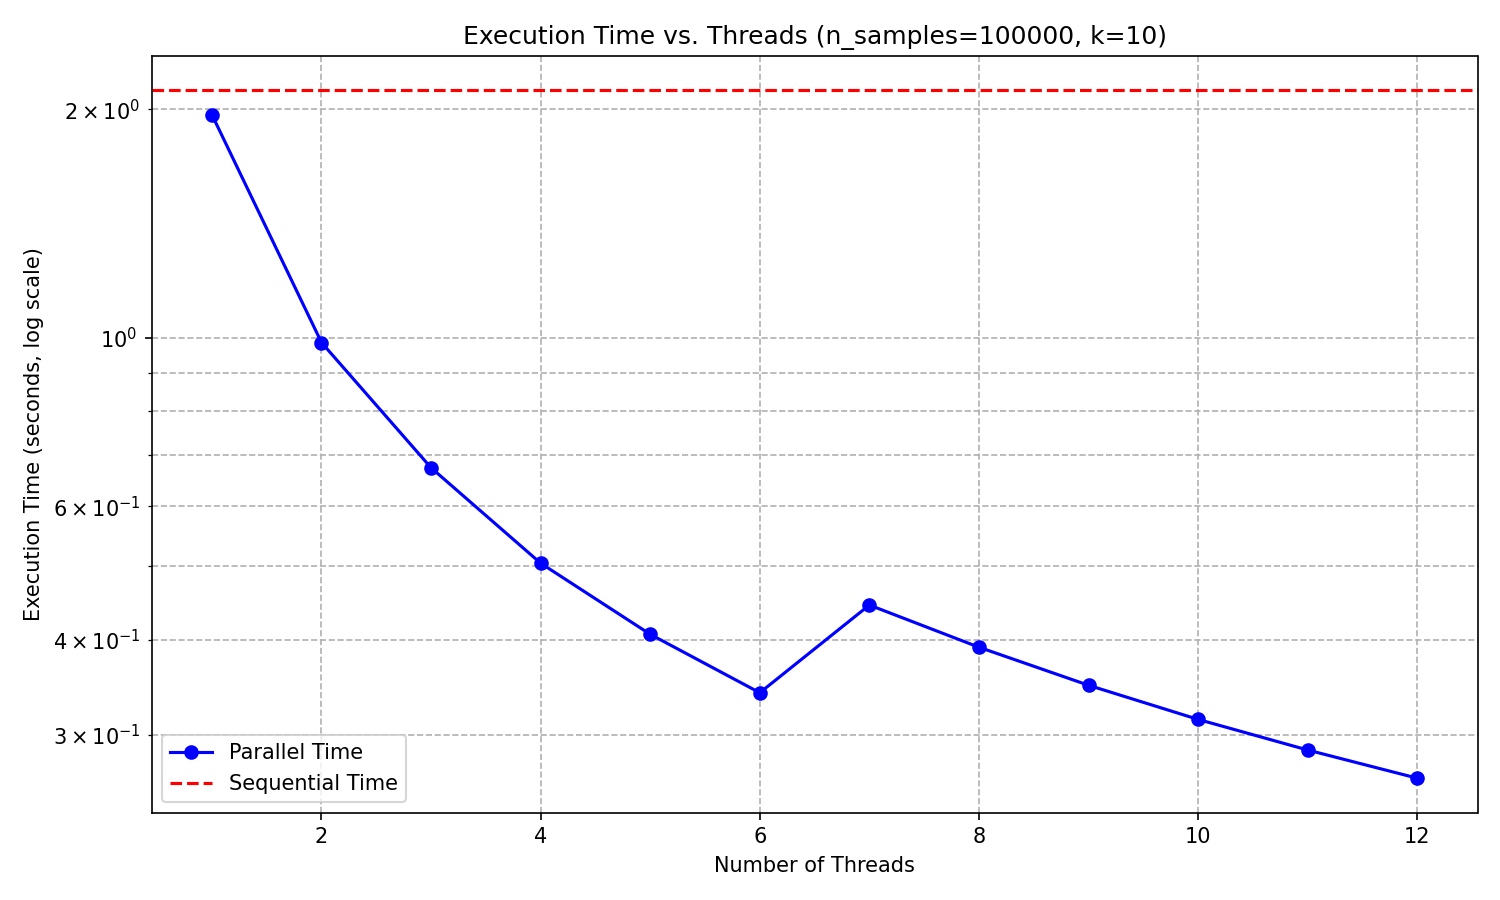 Execution Time vs. Threads (n_samples=100000, k=10)
Execution Time (seconds, log scale)
2 × 10⁰
10⁰
6 × 10⁻¹
4 × 10⁻¹
3 × 10⁻¹
Parallel Time
Sequential Time
2 4 6 8 10 12
Number of Threads